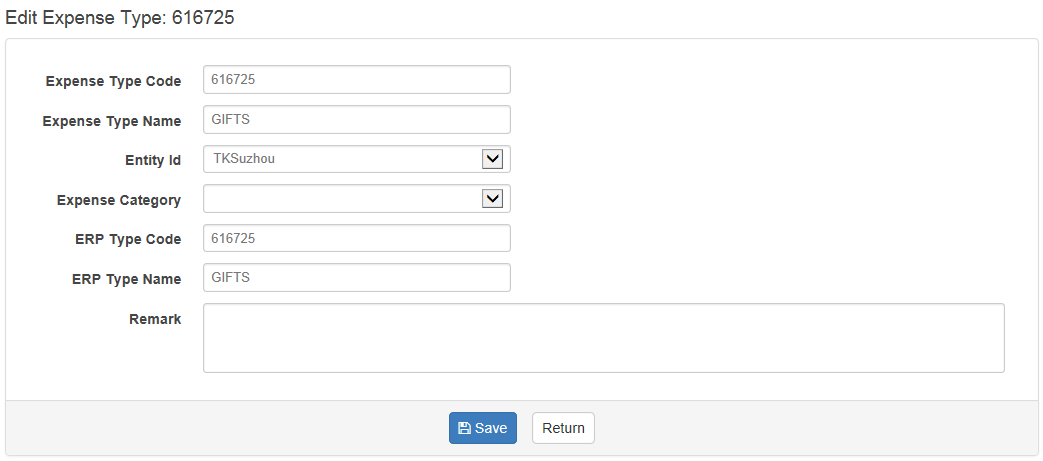 Edit Expense Type: 616725
Expense Type Code 616725
Expense Type Name GIFTS
Entity Id TKSuzhou
Expense Category
ERP Type Code 616725
ERP Type Name GIFTS
Remark
Save Return